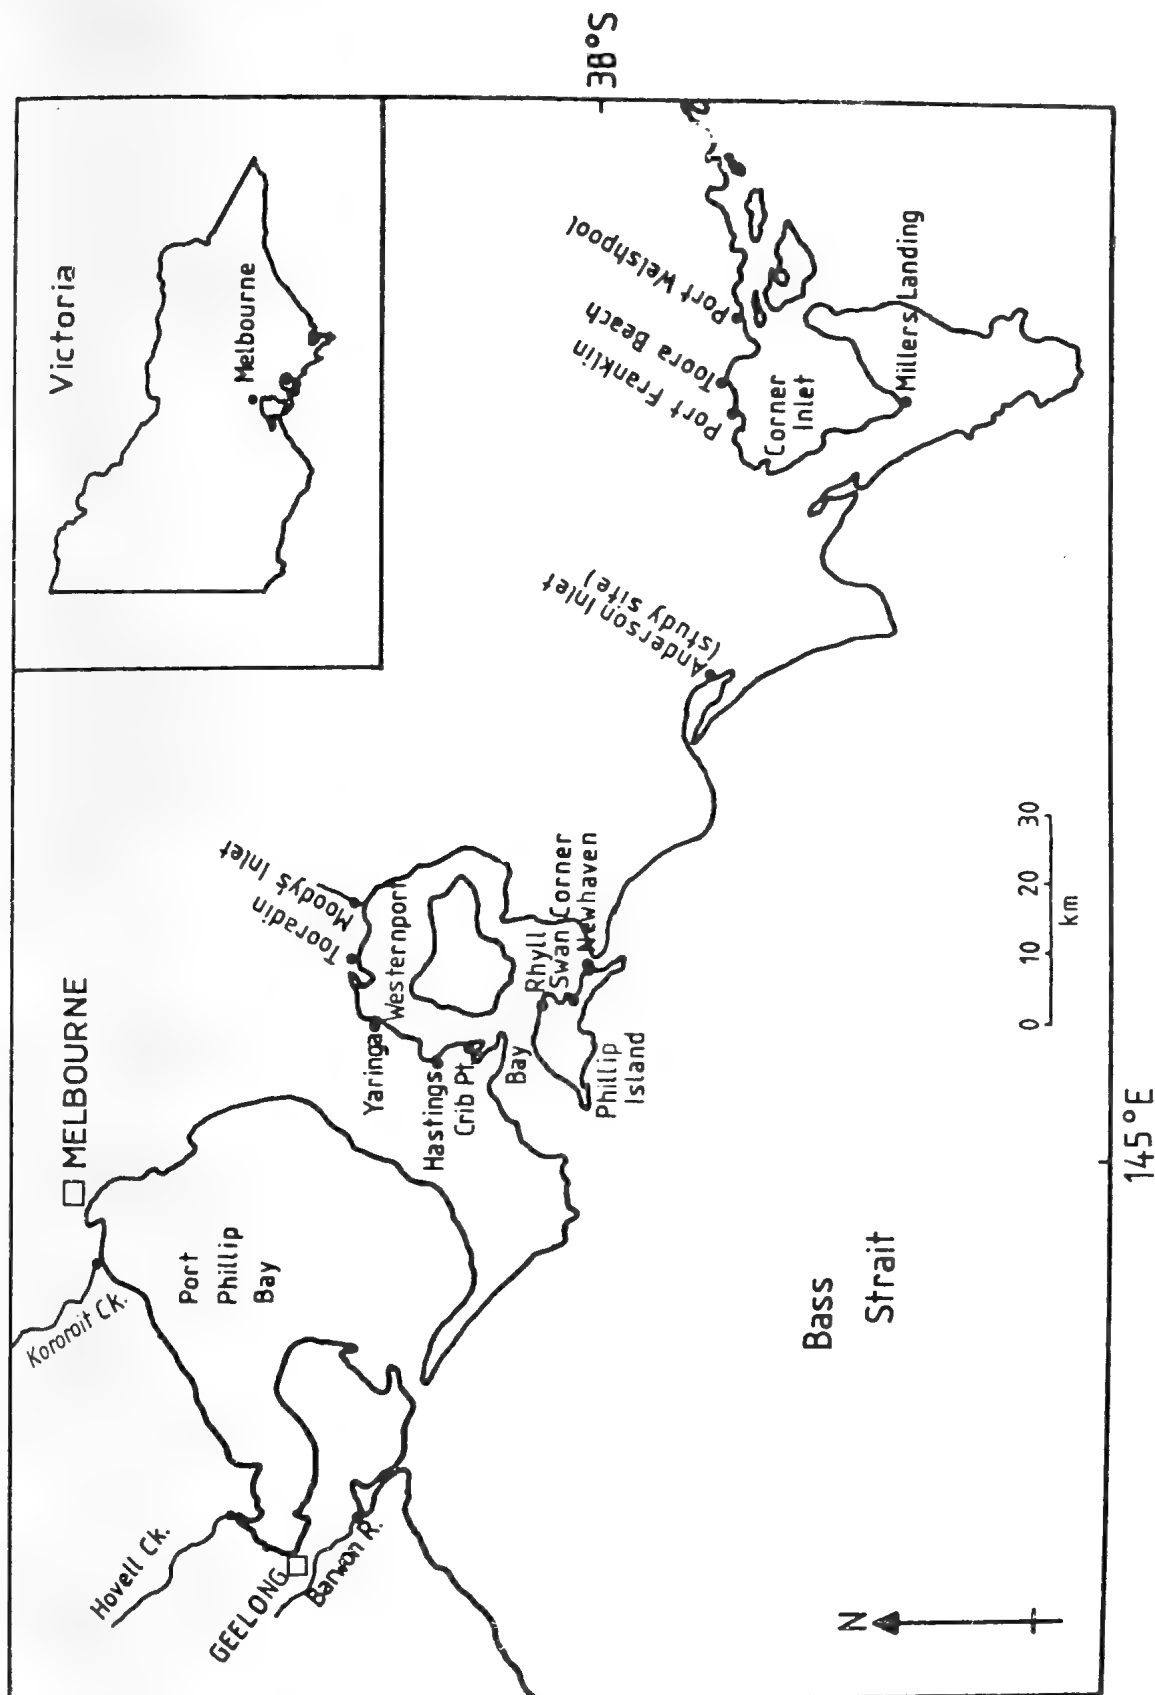 Victoria
Melbourne
38°S
MELBOURNE
Kororoit Ck.
Port
Phillip
Bay
Hovell Ck.
GEELONG
Barwon R.
Moody's Inlet
Tooradin
Westernport
Yaringa
Hastings
Crib Pt.
Bay
Rhyll
Swan Corner
Newhaven
Phillip
Island
Anderson Inlet
(study site)
Port Welshpool
Toora Beach
Port Franklin
Corner
Inlet
Millers Landing
Bass
Strait
0 10 20 30
km
N
145°E